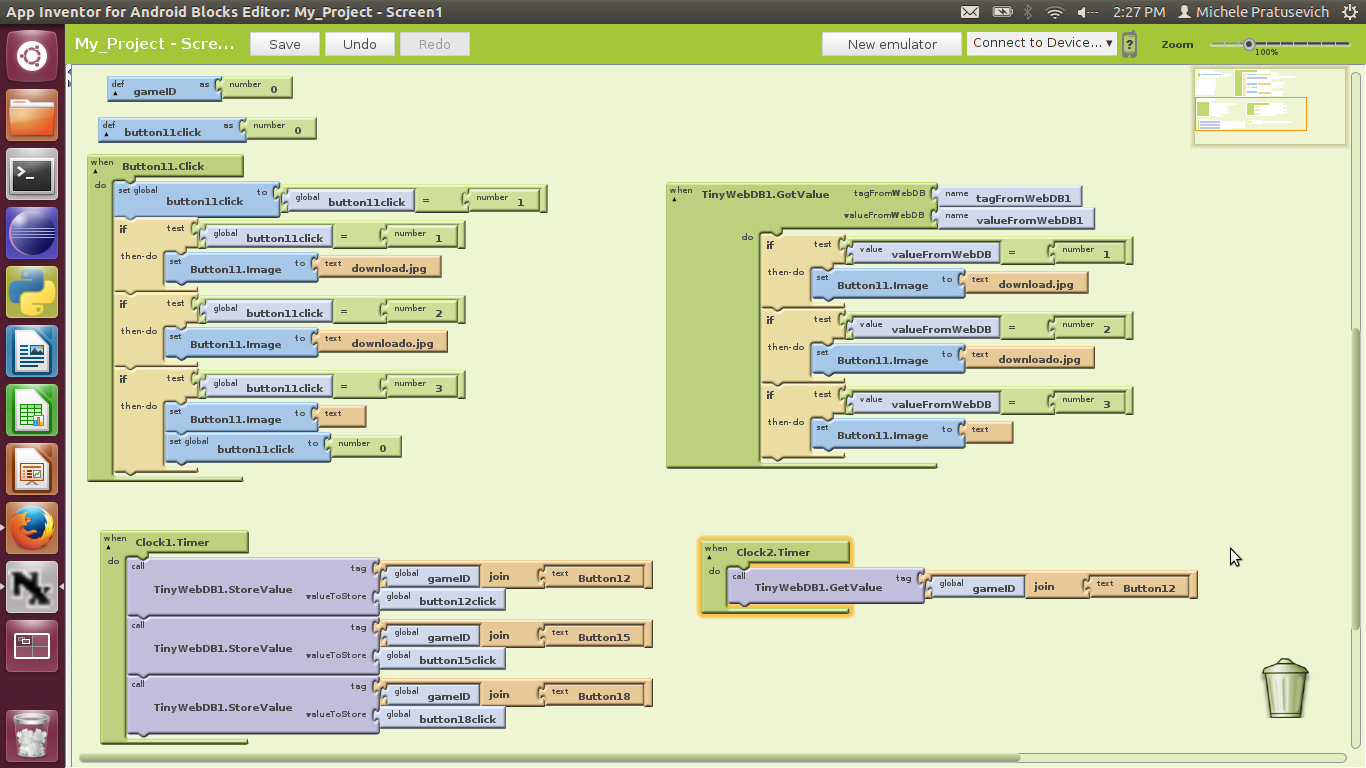 App Inventor for Android Blocks Editor: My_Project - Screen1
2:27 PM Michele Pratusevich
My_Project - Scre... Save Undo Redo New emulator Connect to Device... Zoom
100%
def gameID as number 0
def button11click as number 0
when Button11.Click
do set global button11click to global button11click = number 1
if test global button11click = number 1
then-do set Button11.Image to text download.jpg
if test global button11click = number 2
then-do set Button11.Image to text downloado.jpg
if test global button11click = number 3
then-do set Button11.Image to text
set global button11click to number 0
when TinyWebDB1.GotValue tagFromWebDB name tagFromWebDB1
valueFromWebDB name valueFromWebDB1
do if test value valueFromWebDB = number 1
then-do set Button11.Image to text download.jpg
if test value valueFromWebDB = number 2
then-do set Button11.Image to text downloado.jpg
if test value valueFromWebDB = number 3
then-do set Button11.Image to text
when Clock1.Timer
do call TinyWebDB1.StoreValue tag global gameID join text Button12
valueToStore global button12click
call TinyWebDB1.StoreValue tag global gameID join text Button15
valueToStore global button15click
call TinyWebDB1.StoreValue tag global gameID join text Button18
valueToStore global button18click
when Clock2.Timer
do call TinyWebDB1.GetValue tag global gameID join text Button12